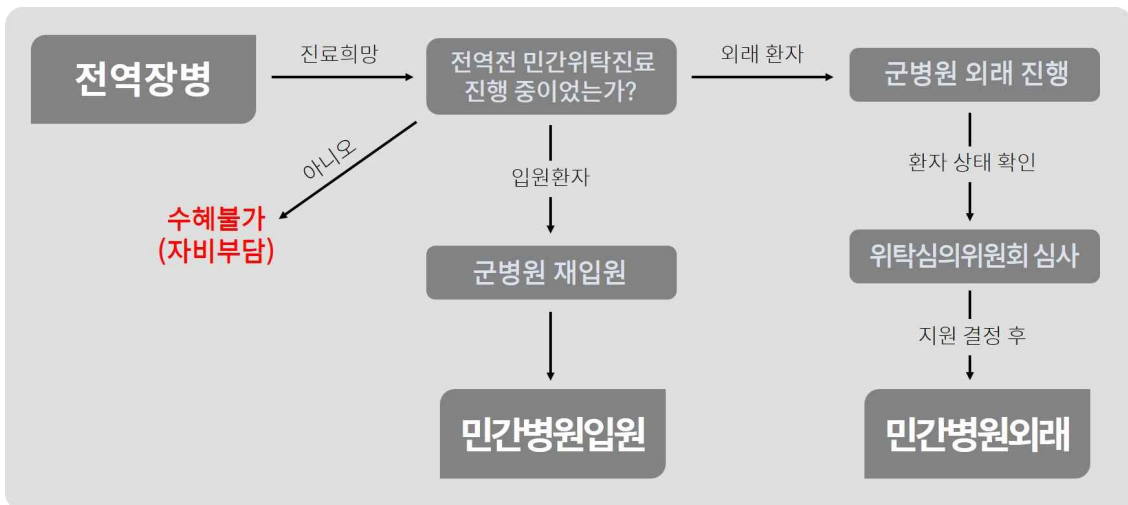 전역장병
진료희망
전역전 민간위탁진료
진행 중이었는가?
외래 환자
군병원 외래 진행
아니오
입원환자
환자 상태 확인
수혜불가
(자비부담)
군병원 재입원
위탁심의위원회 심사
지원 결정 후
민간병원입원
민간병원외래